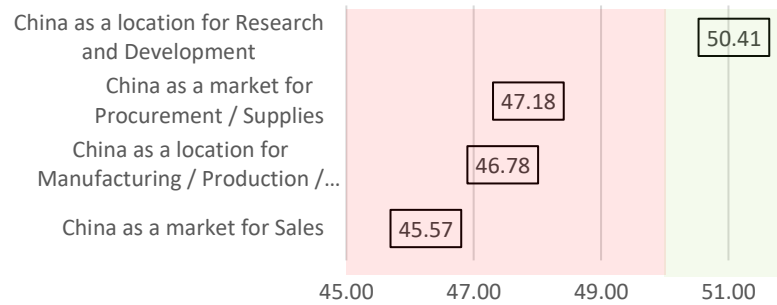 China as a location for Research
and Development
50.41
China as a market for
Procurement / Supplies
47.18
China as a location for
Manufacturing / Production /…
46.78
China as a market for Sales
45.57
45.00 47.00 49.00 51.00